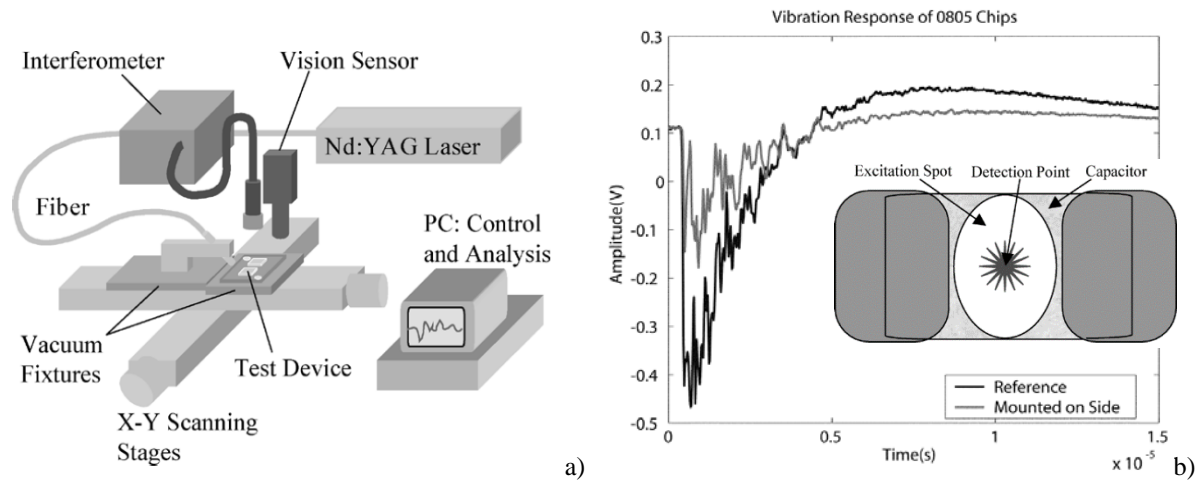 Interferometer
Vision Sensor
Nd:YAG Laser
Fiber
PC: Control
and Analysis
Vacuum
Fixtures
Test Device
X-Y Scanning
Stages
a)
Vibration Response of 0805 Chips
Amplitude(V)
0.3
0.2
0.1
0
-0.1
-0.2
-0.3
-0.4
-0.5
Excitation Spot
Detection Point
Capacitor
Reference
Mounted on Side
0
0.5
1
1.5
Time(s)
x 10⁻⁵
b)